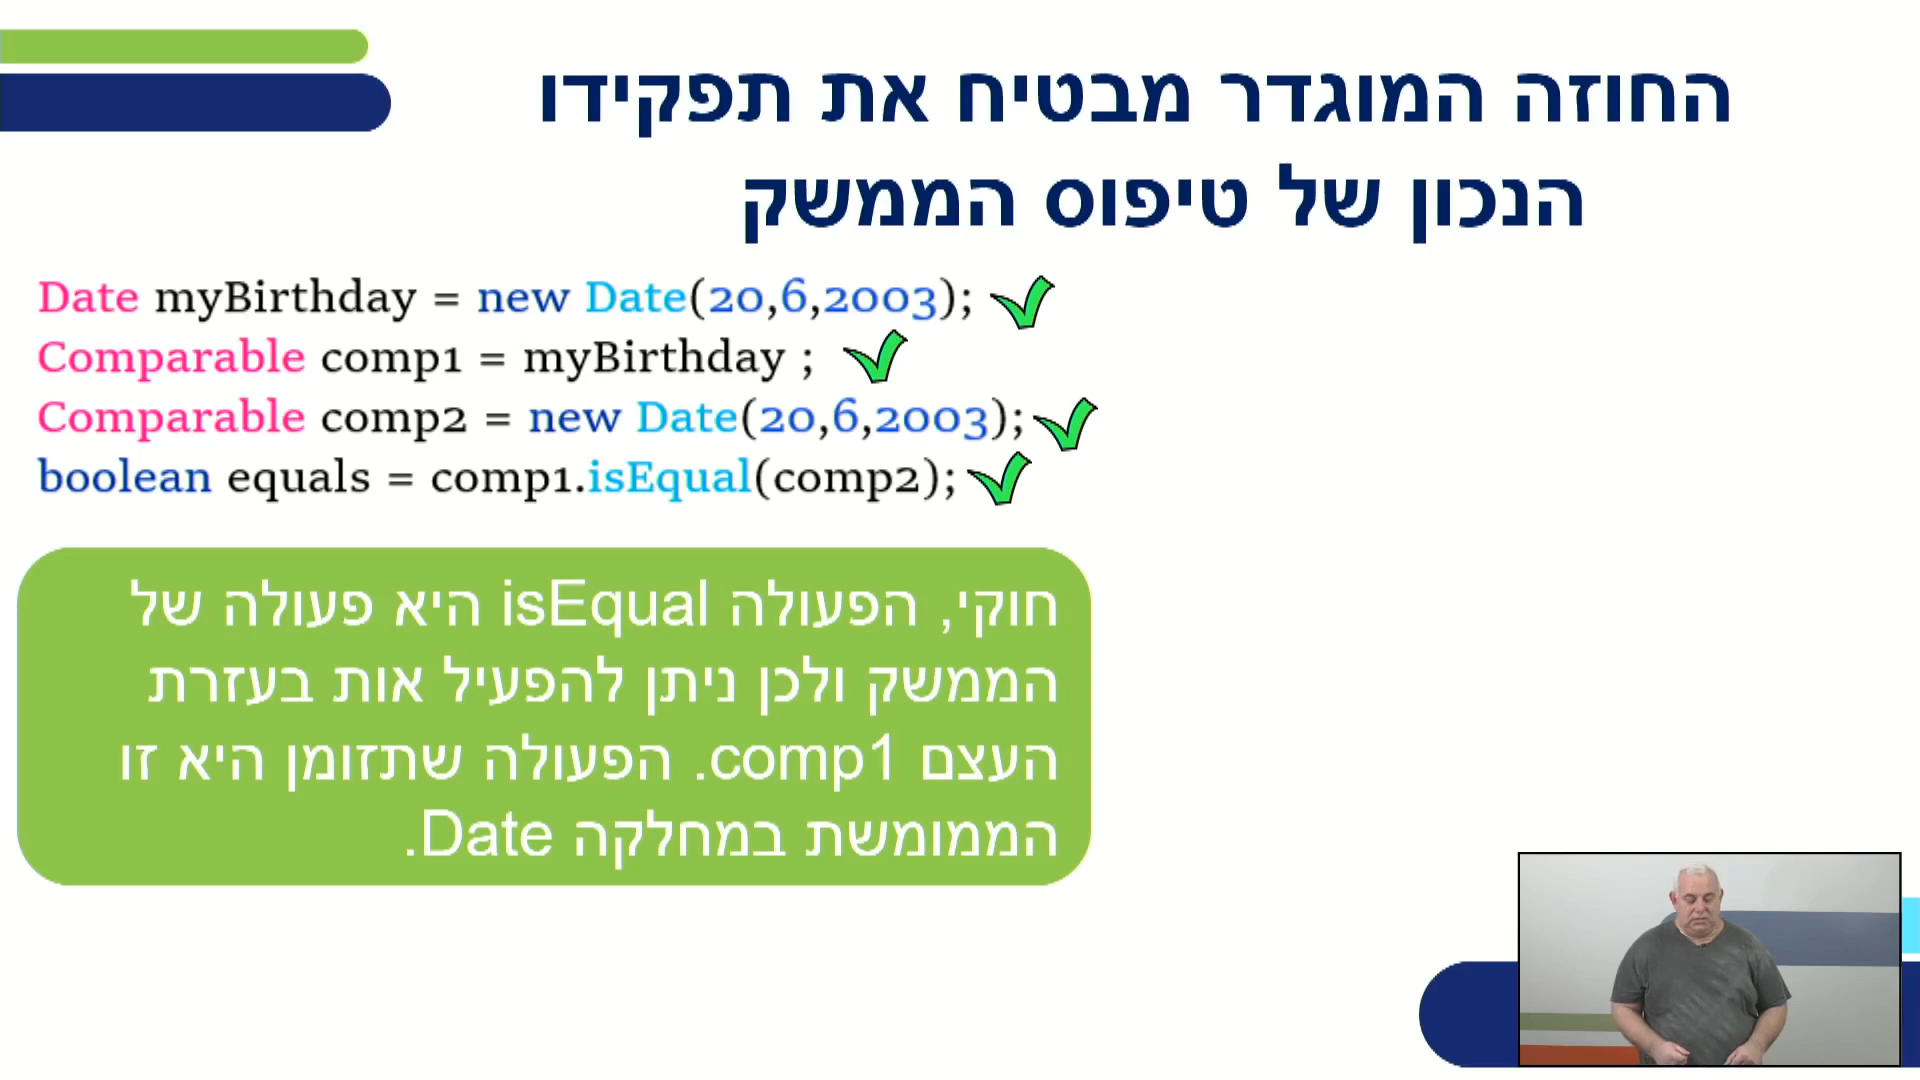 החוזה המוגדר מבטיח את תפקידו
הנכון של טיפוס הממשק
Date myBirthday = new Date(20,6,2003);
Comparable comp1 = myBirthday ;
Comparable comp2 = new Date(20,6,2003);
boolean equals = comp1.isEqual(comp2);
חוקי, הפעולה isEqual היא פעולה של
הממשק ולכן ניתן להפעיל אות בעזרת
העצם comp1. הפעולה שתזומן היא זו
הממומשת במחלקה Date.